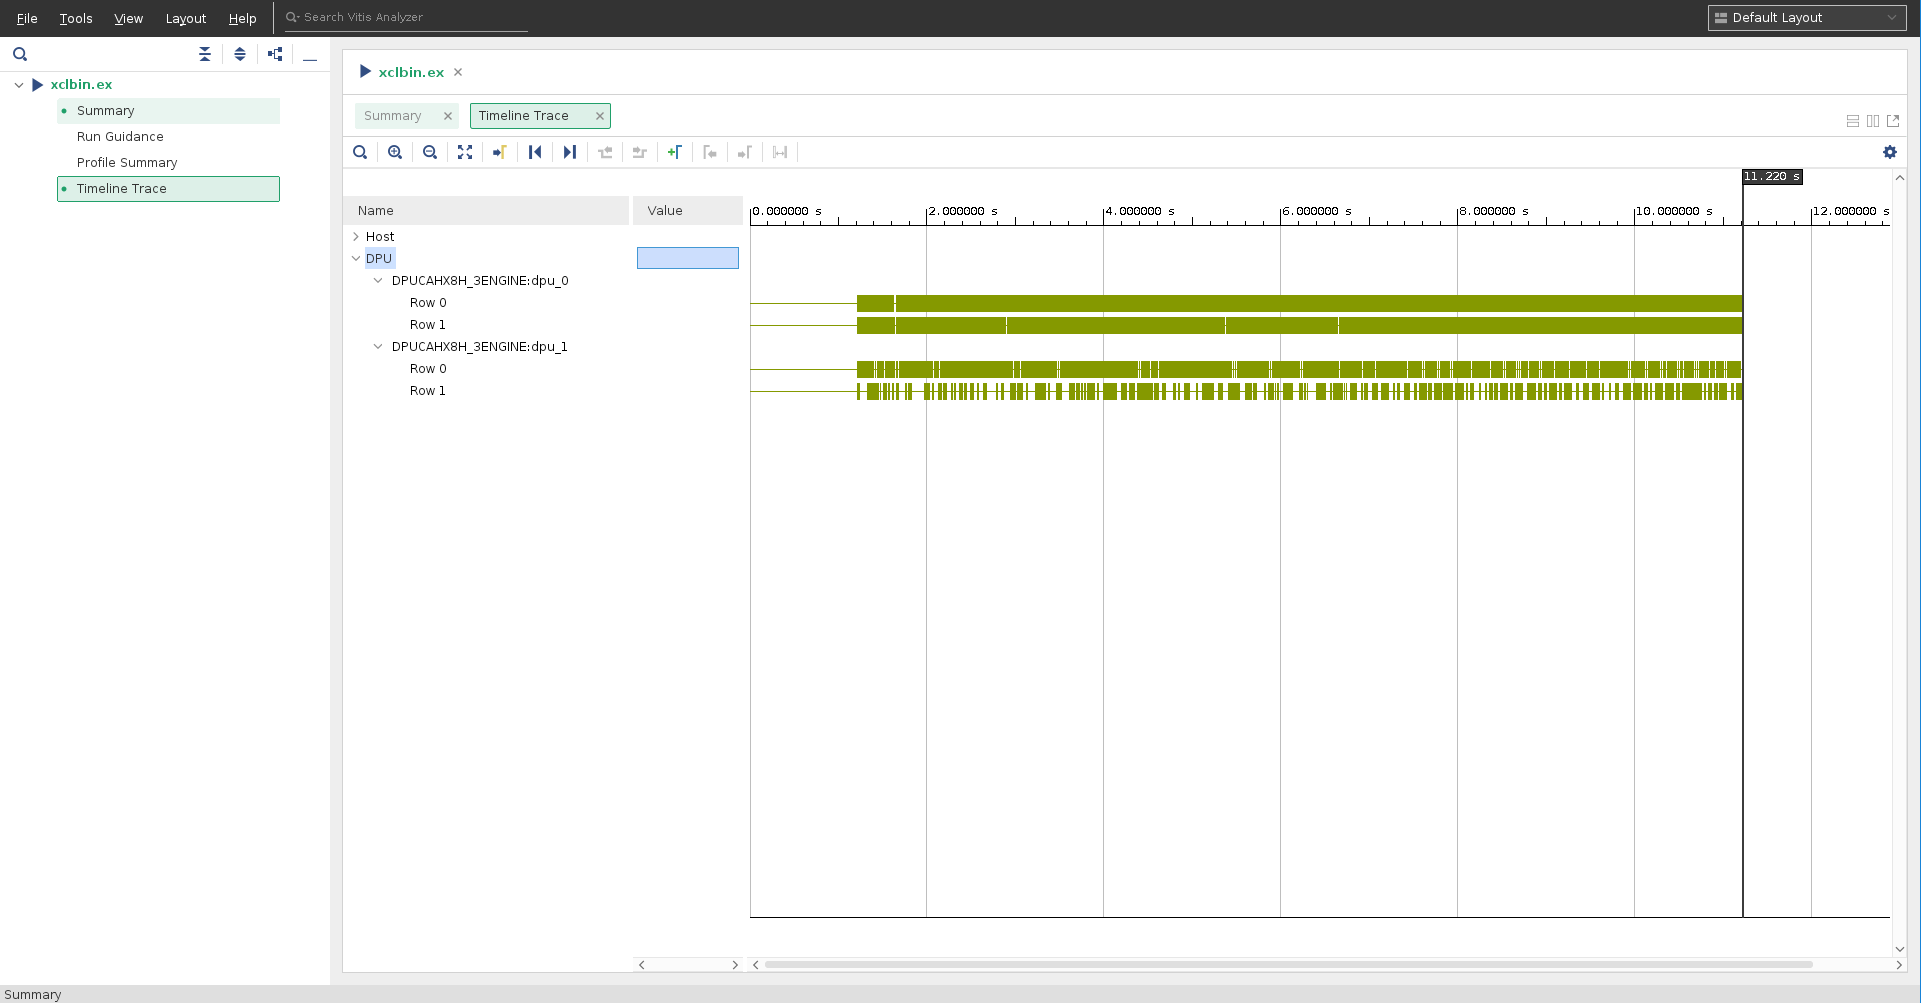 File Tools View Layout Help Search Vitis Analyzer Default Layout
xclbin.ex
Summary
Run Guidance
Profile Summary
Timeline Trace
xclbin.ex
Summary Timeline Trace
11.220 s
Name Value 0.000000 s 2.000000 s 4.000000 s 6.000000 s 8.000000 s 10.000000 s 12.000000 s
Host
DPU
DPUCAHX8H_3ENGINE:dpu_0
Row 0
Row 1
DPUCAHX8H_3ENGINE:dpu_1
Row 0
Row 1
Summary